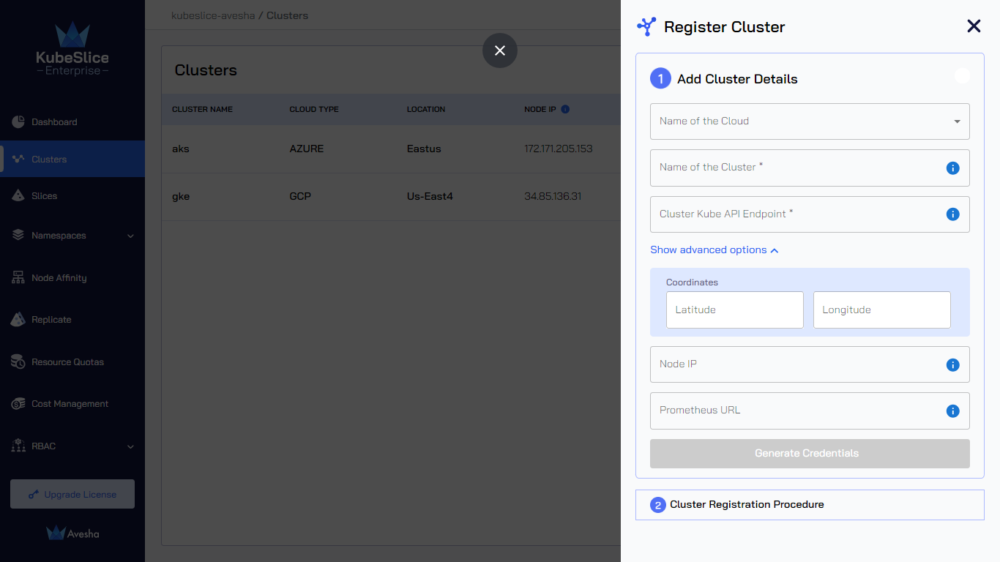 KubeSlice
Enterprise
Dashboard
Clusters
Slices
Namespaces
Node Affinity
Replicate
Resource Quotas
Cost Management
RBAC
Upgrade License
Avesha
kubeslice-avesha / Clusters
Clusters
CLUSTER NAME CLOUD TYPE LOCATION NODE IP
aks AZURE Eastus 172.171.205.153
gke GCP Us-East4 34.85.136.31
Register Cluster
1 Add Cluster Details
Name of the Cloud
Name of the Cluster *
Cluster Kube API Endpoint *
Show advanced options
Coordinates
Latitude Longitude
Node IP
Prometheus URL
Generate Credentials
2 Cluster Registration Procedure